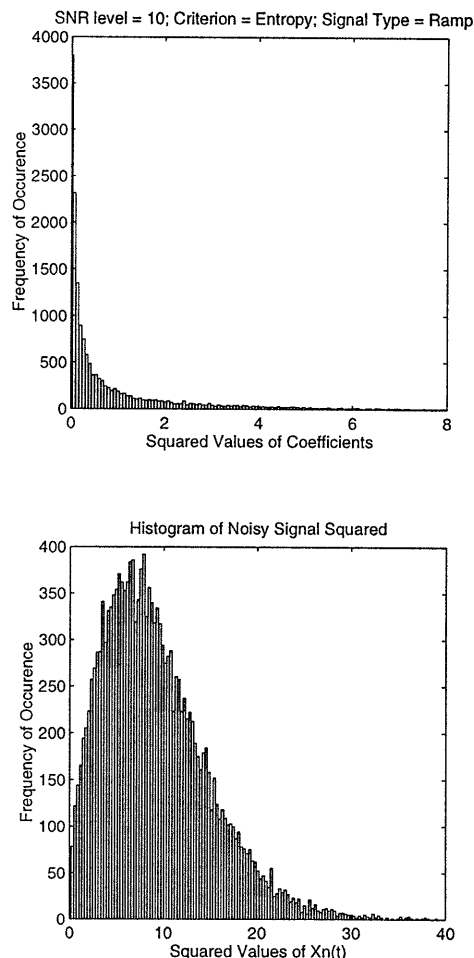 SNR level = 10; Criterion = Entropy; Signal Type = Ramp
4000
3500
3000
2500
2000
1500
1000
500
0
Frequency of Occurence
0 2 4 6 8
Squared Values of Coefficients
Histogram of Noisy Signal Squared
400
350
300
250
200
150
100
50
0
Frequency of Occurence
0 10 20 30 40
Squared Values of Xn(t)